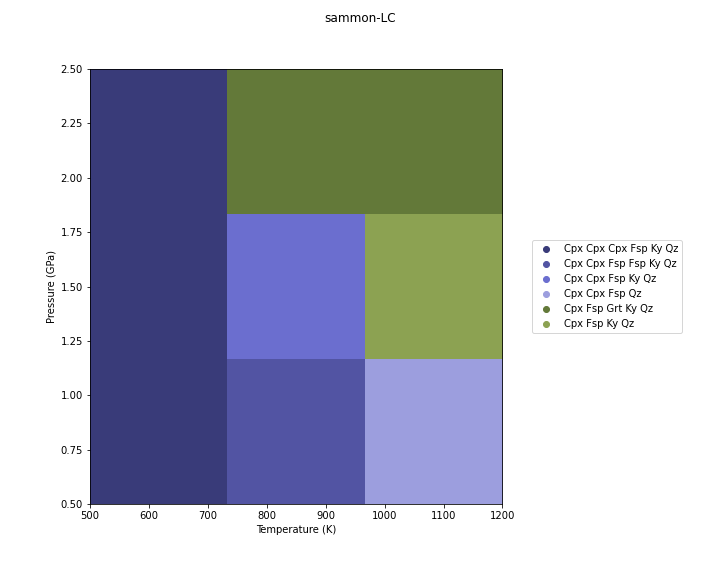 sammon-LC
2.50
2.25
2.00
1.75
1.50
1.25
1.00
0.75
0.50
Pressure (GPa)
500 600 700 800 900 1000 1100 1200
Temperature (K)
Cpx Cpx Cpx Fsp Ky Qz
Cpx Cpx Fsp Fsp Ky Qz
Cpx Cpx Fsp Ky Qz
Cpx Cpx Fsp Qz
Cpx Fsp Grt Ky Qz
Cpx Fsp Ky Qz